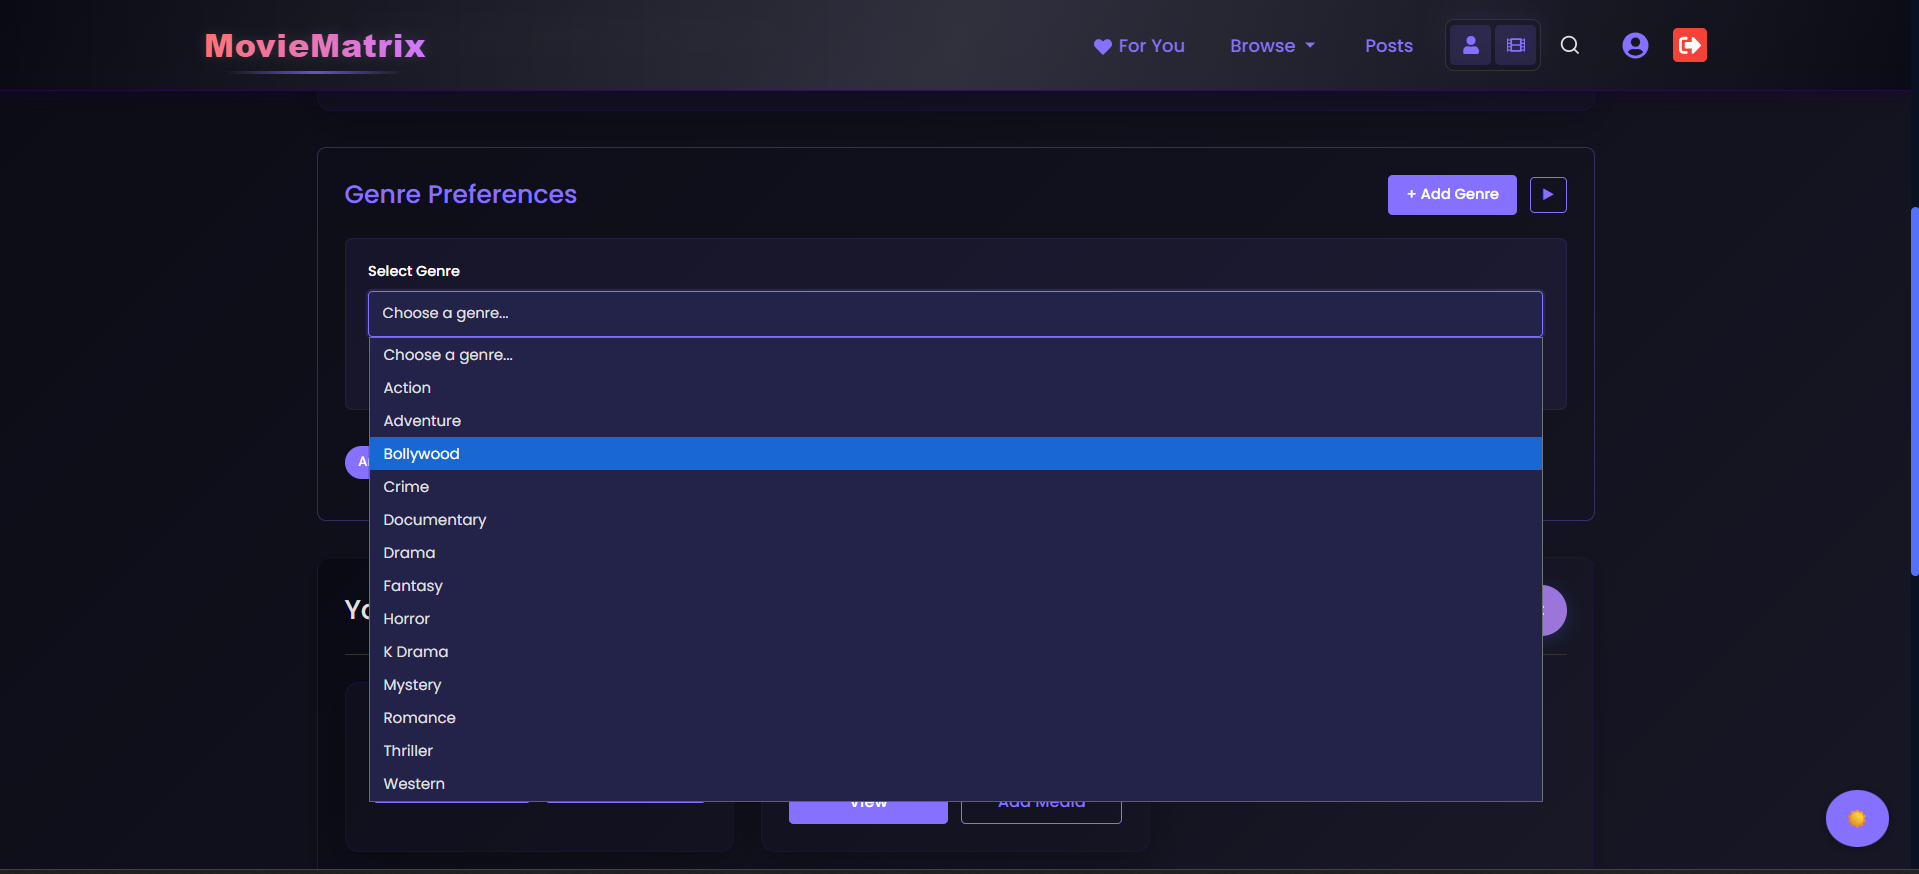 MovieMatrix
For You
Browse
Posts
Genre Preferences
+ Add Genre
Select Genre
Choose a genre...
Choose a genre...
Action
Adventure
Bollywood
Crime
Documentary
Drama
Fantasy
Horror
K Drama
Mystery
Romance
Thriller
Western
View
Add Media